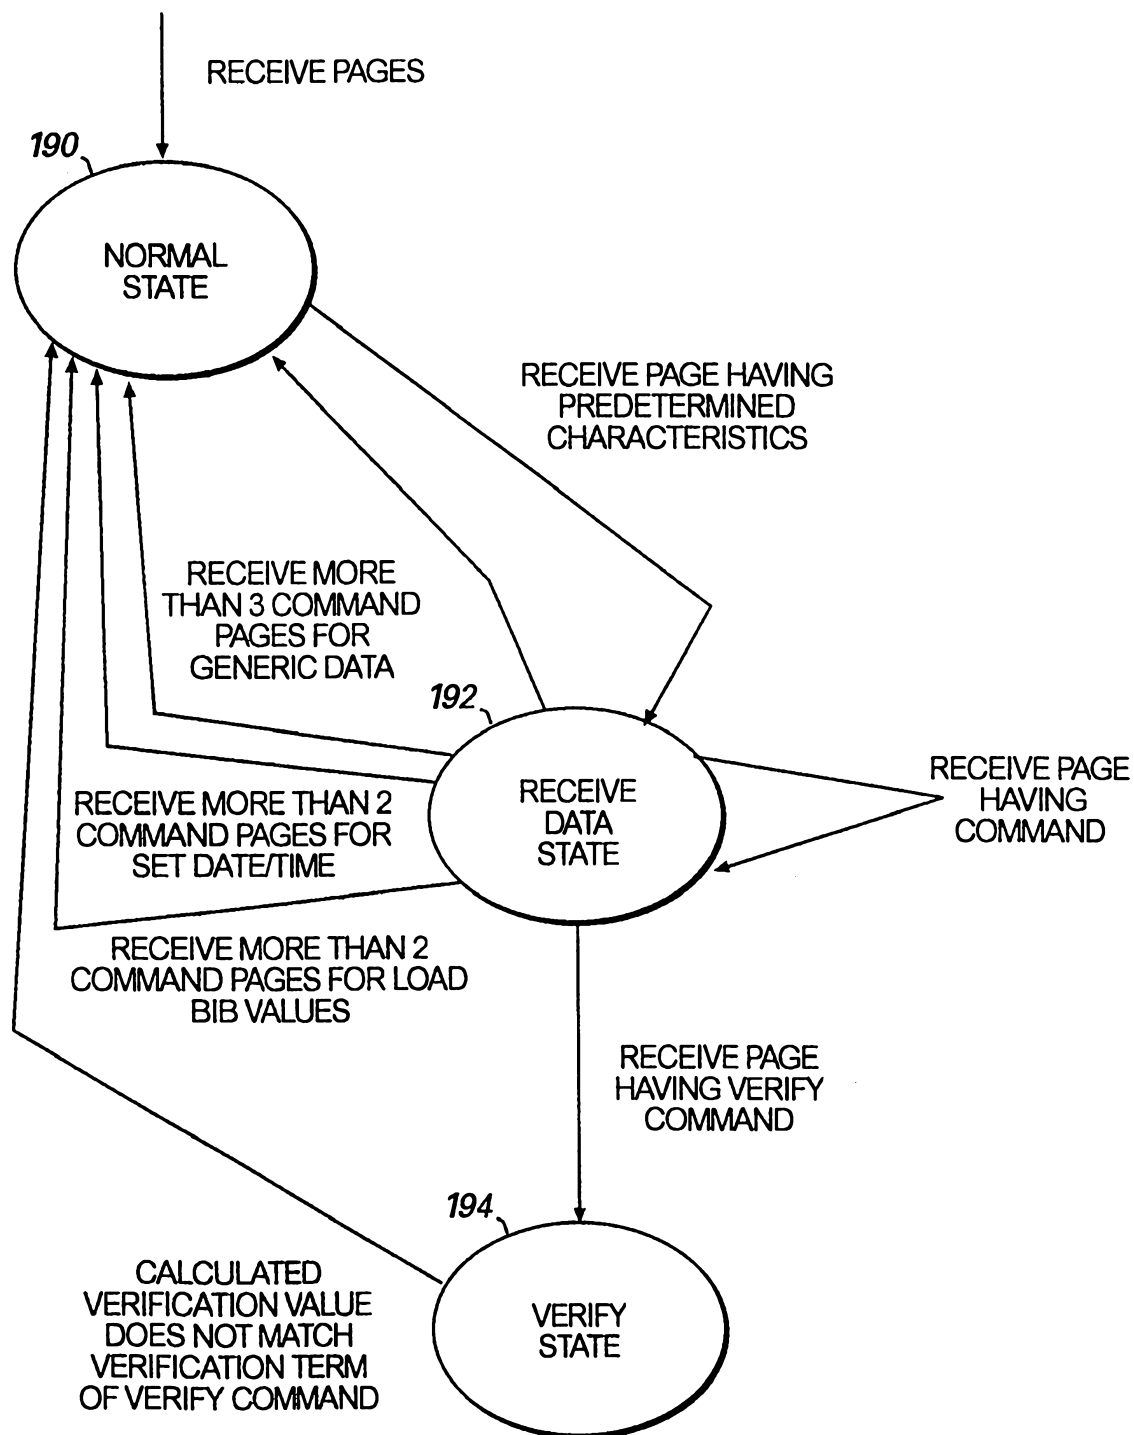 RECEIVE PAGES
190
NORMAL
STATE
RECEIVE PAGE HAVING
PREDETERMINED
CHARACTERISTICS
RECEIVE MORE
THAN 3 COMMAND
PAGES FOR
GENERIC DATA
192
RECEIVE
DATA
STATE
RECEIVE PAGE
HAVING
COMMAND
RECEIVE MORE THAN 2
COMMAND PAGES FOR
SET DATE/TIME
RECEIVE MORE THAN 2
COMMAND PAGES FOR LOAD
BIB VALUES
RECEIVE PAGE
HAVING VERIFY
COMMAND
194
VERIFY
STATE
CALCULATED
VERIFICATION VALUE
DOES NOT MATCH
VERIFICATION TERM
OF VERIFY COMMAND